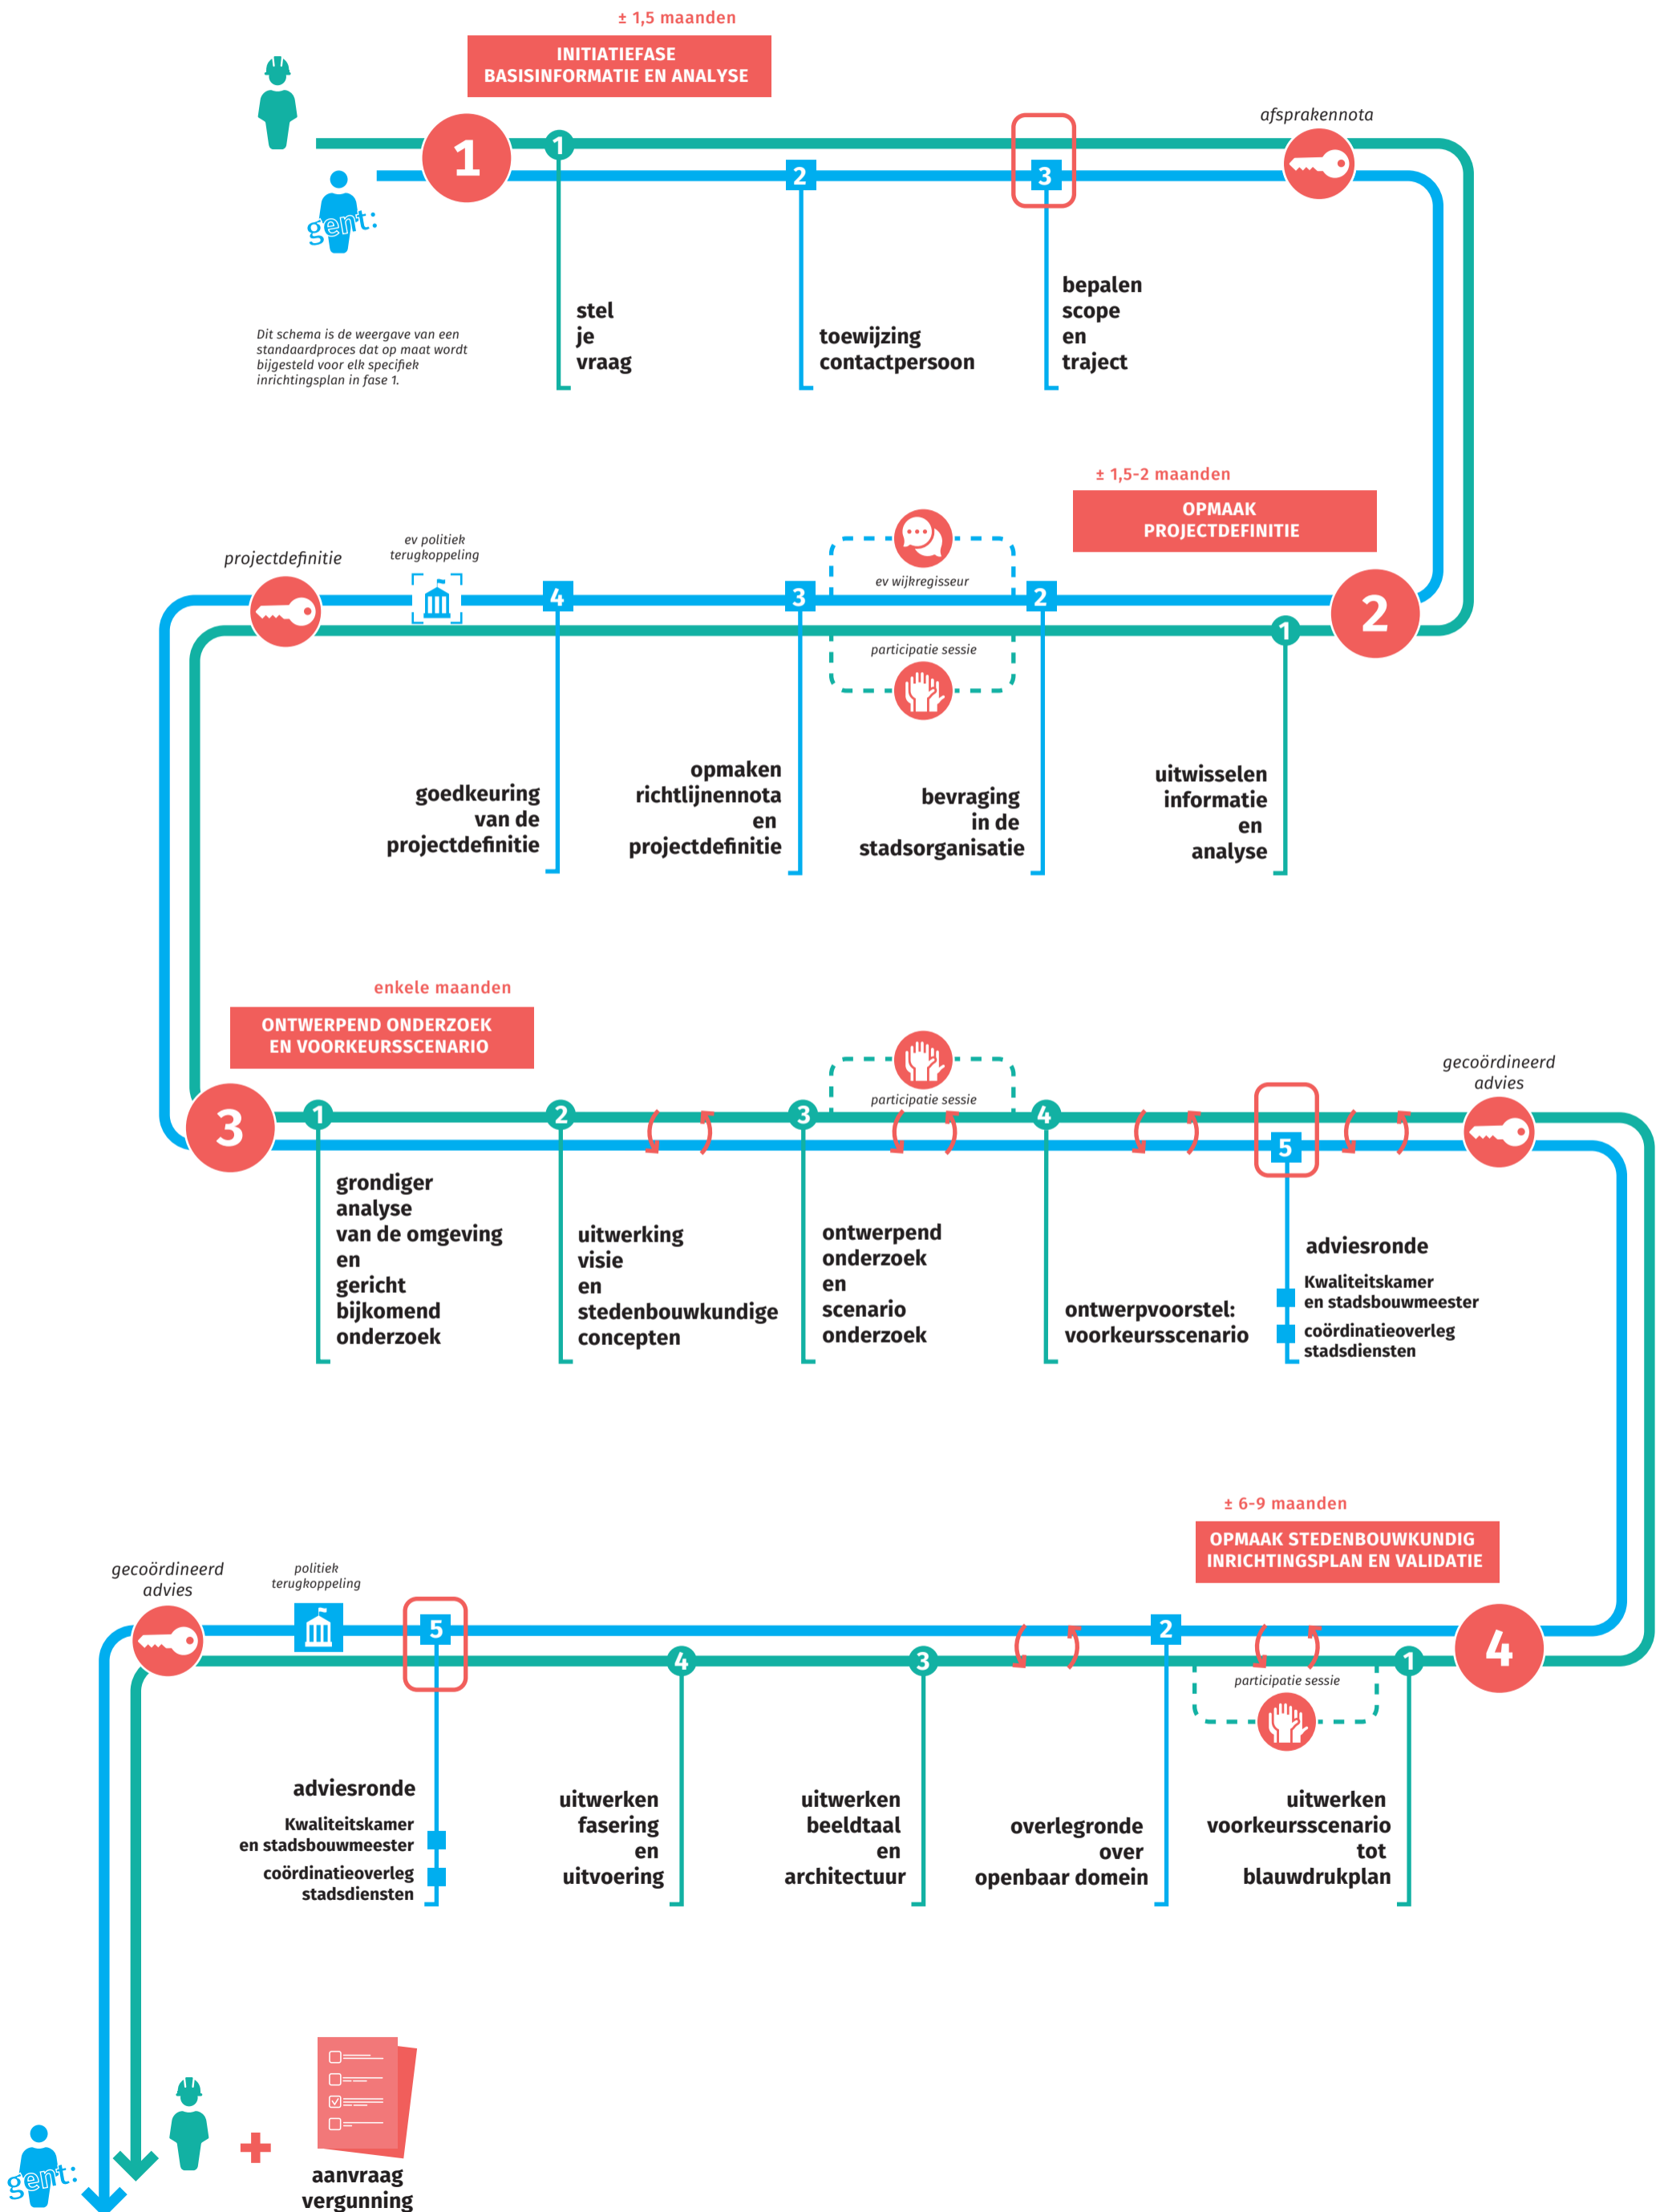 ± 1,5 maanden
INITIATIEFASE
BASISINFORMATIE EN ANALYSE
afsprakennota
1
1
2
3
gent:
stel
je
vraag
toewijzing
contactpersoon
bepalen
scope
en
traject
Dit schema is de weergave van een
standaardproces dat op maat wordt
bijgesteld voor elk specifiek
inrichtingsplan in fase 1.
± 1,5-2 maanden
OPMAAK
PROJECTDEFINITIE
projectdefinitie
ev politiek
terugkoppeling
ev wijkregisseur
4
3
2
2
1
participatie sessie
goedkeuring
van de
projectdefinitie
opmaken
richtlijnennota
en
projectdefinitie
bevraging
in de
stadsorganisatie
uitwisselen
informatie
en
analyse
enkele maanden
ONTWERPEND ONDERZOEK
EN VOORKEURSSCENARIO
participatie sessie
gecoördineerd
advies
3
1
2
3
4
5
grondiger
analyse
van de omgeving
en
gericht
bijkomend
onderzoek
uitwerking
visie
en
stedenbouwkundige
concepten
ontwerpend
onderzoek
en
scenario
onderzoek
ontwerpvoorstel:
voorkeursscenario
adviesronde
Kwaliteitskamer
en stadsbouwmeester
coördinatieoverleg
stadsdiensten
± 6-9 maanden
OPMAAK STEDENBOUWKUNDIG
INRICHTINGSPLAN EN VALIDATIE
gecoördineerd
advies
politiek
terugkoppeling
5
4
3
2
1
4
participatie sessie
adviesronde
Kwaliteitskamer
en stadsbouwmeester
coördinatieoverleg
stadsdiensten
uitwerken
fasering
en
uitvoering
uitwerken
beeldtaal
en
architectuur
overlegronde
over
openbaar domein
uitwerken
voorkeursscenario
tot
blauwdrukplan
gent:
aanvraag
vergunning